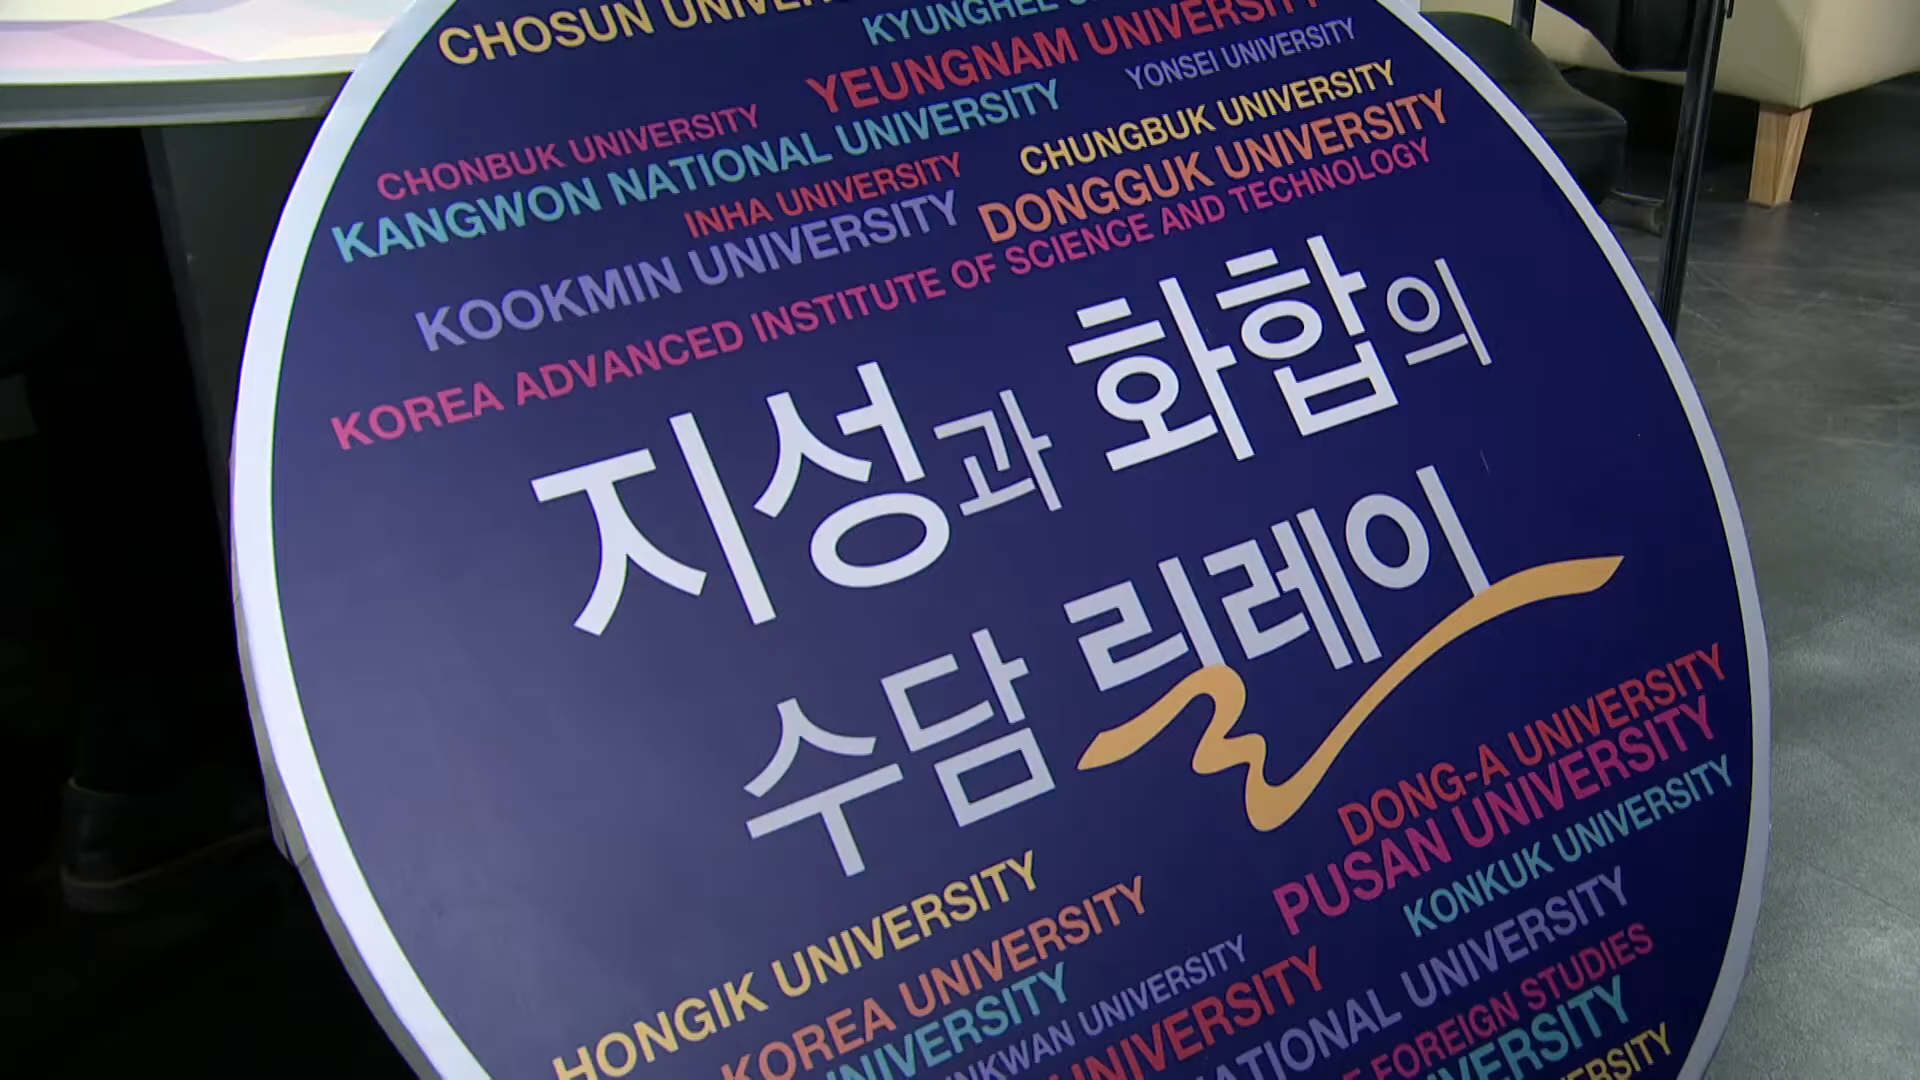 CHOSUN
KYUNGHEE
YEUNGNAM UNIVERSITY
YONSEI UNIVERSITY
CHONBUK UNIVERSITY
KANGWON NATIONAL UNIVERSITY
CHUNGBUK UNIVERSITY
INHA UNIVERSITY
DONGGUK UNIVERSITY
KOOKMIN UNIVERSITY
KOREA ADVANCED INSTITUTE OF SCIENCE AND TECHNOLOGY
지성과 화합의
수담 릴레이
DONG-A UNIVERSITY
PUSAN UNIVERSITY
KONKUK UNIVERSITY
HONGIK UNIVERSITY
KOREA UNIVERSITY
UNIVERSITY
UNIVERSITY
UNIVERSITY
FOREIGN STUDIES